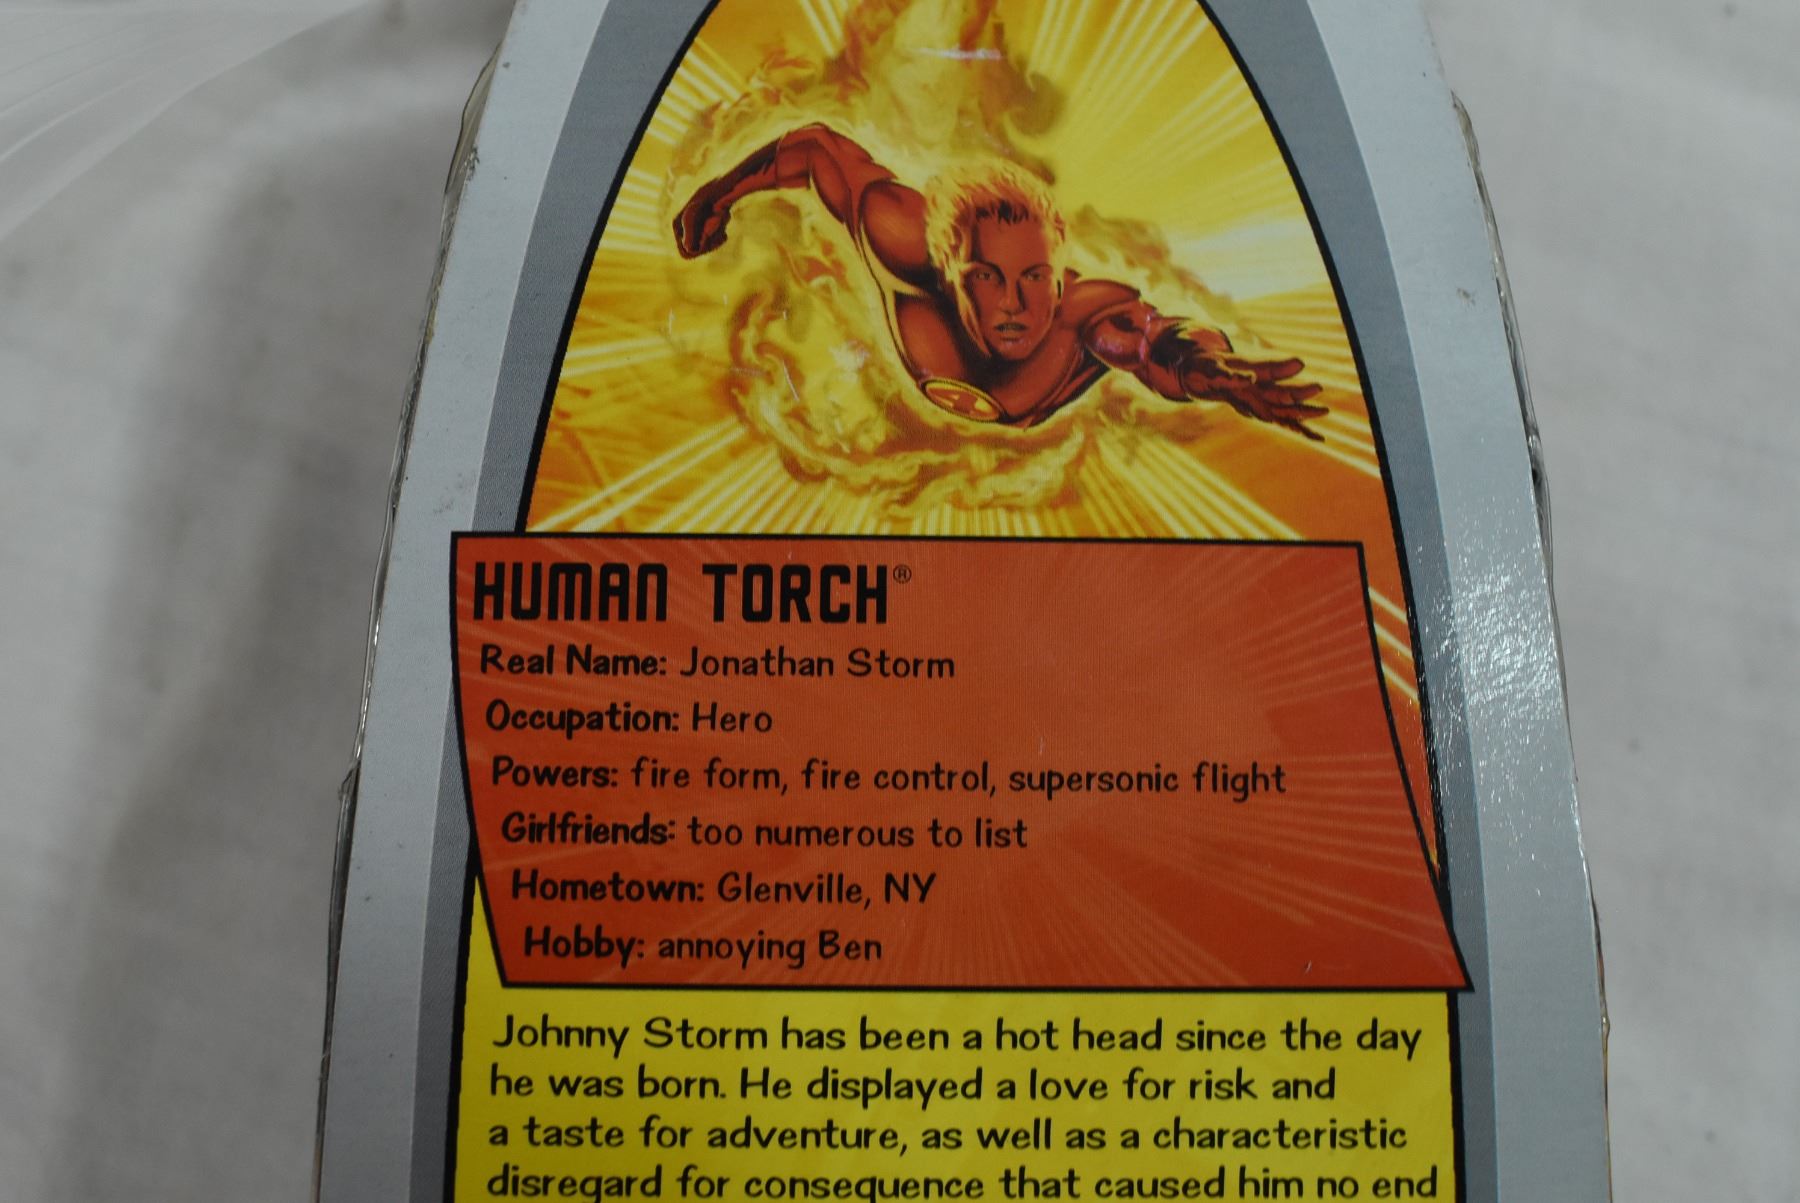 HUMAN TORCH®
Real Name: Jonathan Storm
Occupation: Hero
Powers: fire form, fire control, supersonic flight
Girlfriends: too numerous to list
Hometown: Glenville, NY
Hobby: annoying Ben
Johnny Storm has been a hot head since the day
he was born. He displayed a love for risk and
a taste for adventure, as well as a characteristic
disregard for consequence that caused him no end